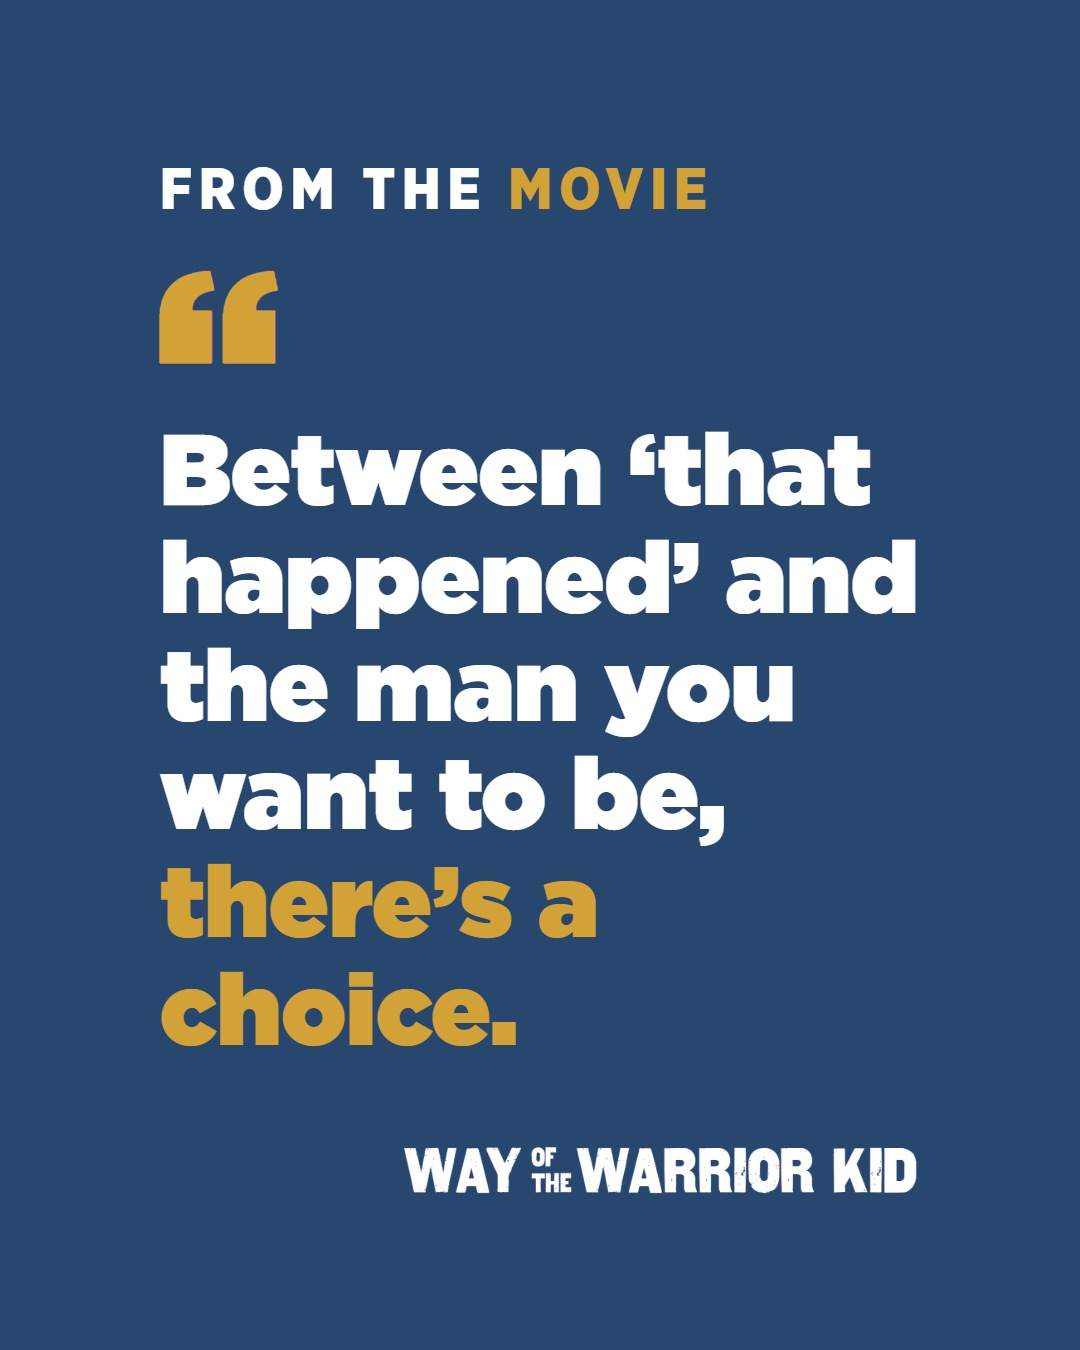 FROM THE MOVIE
“
Between ‘that
happened’ and
the man you
want to be,
there’s a
choice.
WAY OF THE WARRIOR KID